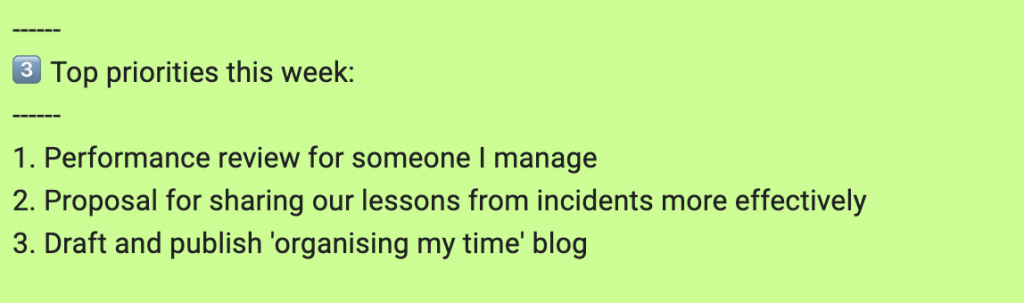 ------
3️⃣ Top priorities this week:
------
1. Performance review for someone I manage
2. Proposal for sharing our lessons from incidents more effectively
3. Draft and publish 'organising my time' blog